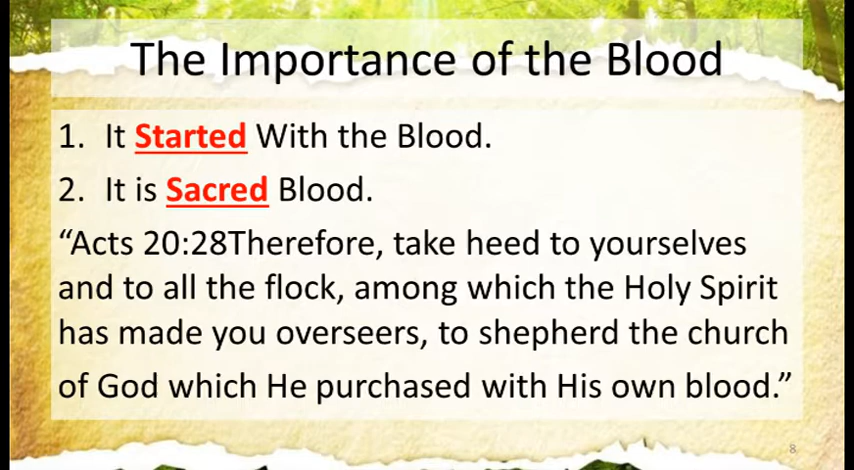 The Importance of the Blood
1. It Started With the Blood.
2. It is Sacred Blood.
“Acts 20:28Therefore, take heed to yourselves
and to all the flock, among which the Holy Spirit
has made you overseers, to shepherd the church
of God which He purchased with His own blood.”
8